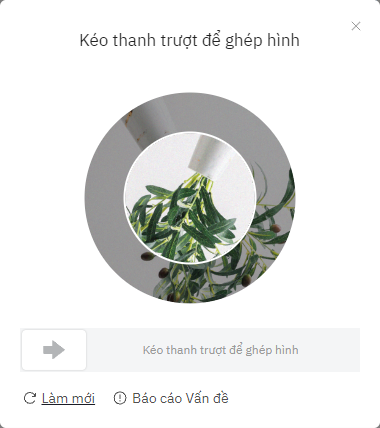 Kéo thanh trượt để ghép hình
Kéo thanh trượt để ghép hình
Làm mới
Báo cáo Vấn đề